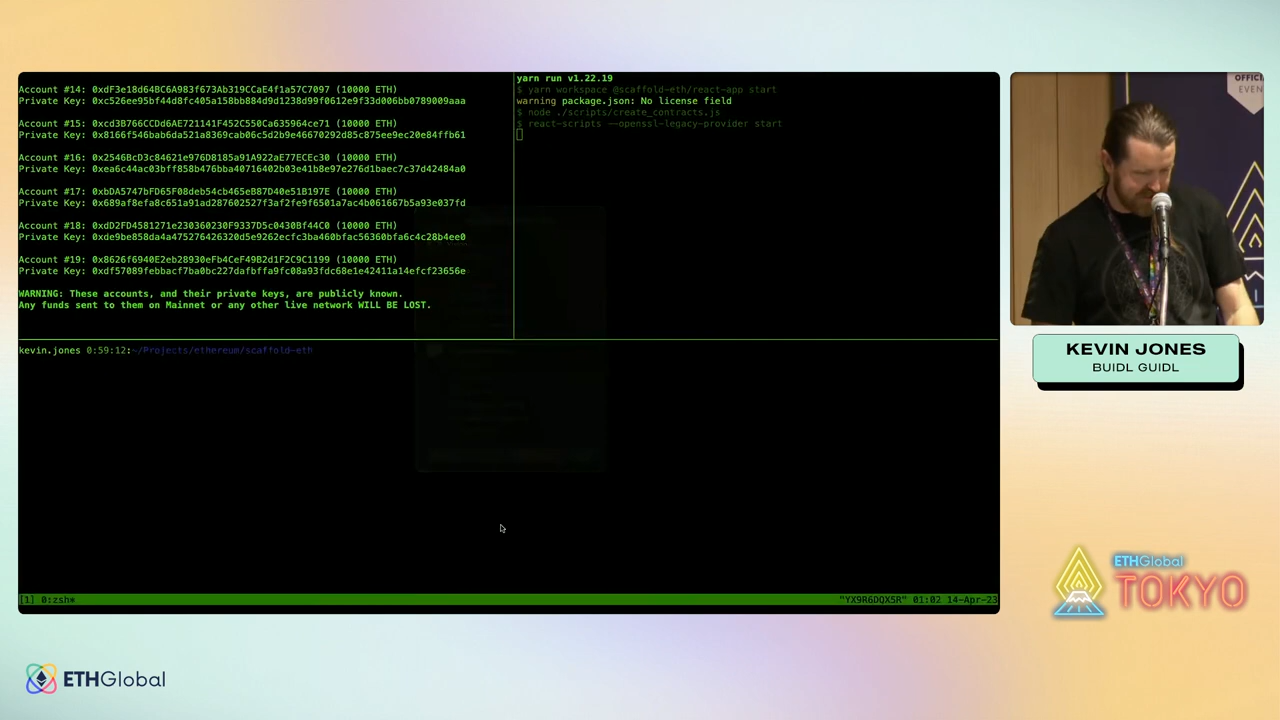 Account #14: 0xdF3e18d64BC6A983f673Ab319CCaE4f1a57C7097 (10000 ETH)
Private Key: 0xc526ee95bf44d8fc405a158bb884d9d1238d99f0612e9f33d006bb0789009aaa
Account #15: 0xcd3B766CCDd6AE721141F452C550Ca635964ce71 (10000 ETH)
Private Key: 0x8166f546bab6da521a8369cab06c5d2b9e46670292d85c875ee9ec20e84ffb61
Account #16: 0x2546BcD3c84621e976D8185a91A922aE77ECEc30 (10000 ETH)
Private Key: 0xea6c44ac03bff858b476bba40716402b03e41b8e97e276d1baec7c37d42484a0
Account #17: 0xbDA5747bFD65F08deb54cb465eB87D40e51B197E (10000 ETH)
Private Key: 0x689af8efa8c651a91ad287602527f3af2fe9f6501a7ac4b061667b5a93e037fd
Account #18: 0xdD2FD4581271e230360230F9337D5c0430Bf44C0 (10000 ETH)
Private Key: 0xde9be858da4a475276426320d5e9262ecfc3ba460bfac56360bfa6c4c28b4ee0
Account #19: 0x8626f6940E2eb28930eFb4CeF49B2d1F2C9C1199 (10000 ETH)
Private Key: 0xdf57089febbacf7ba0bc227dafbffa9fc08a93fdc68e1e42411a14efcf23656e
WARNING: These accounts, and their private keys, are publicly known.
Any funds sent to them on Mainnet or any other live network WILL BE LOST.
yarn run v1.22.19
$ yarn workspace @scaffold-eth/react-app start
warning package.json: No license field
$ node ./scripts/create_contracts.js
$ react-scripts --openssl-legacy-provider start
kevin.jones 0:59:12:~/Projects/ethereum/scaffold-eth
[1] 0:zsh*
"YX9R6DQX5R" 01:02 14-Apr-23
OFFICI
EVEN
KEVIN JONES
BUIDL GUIDL
ETHGlobal
TOKYO
ETHGlobal